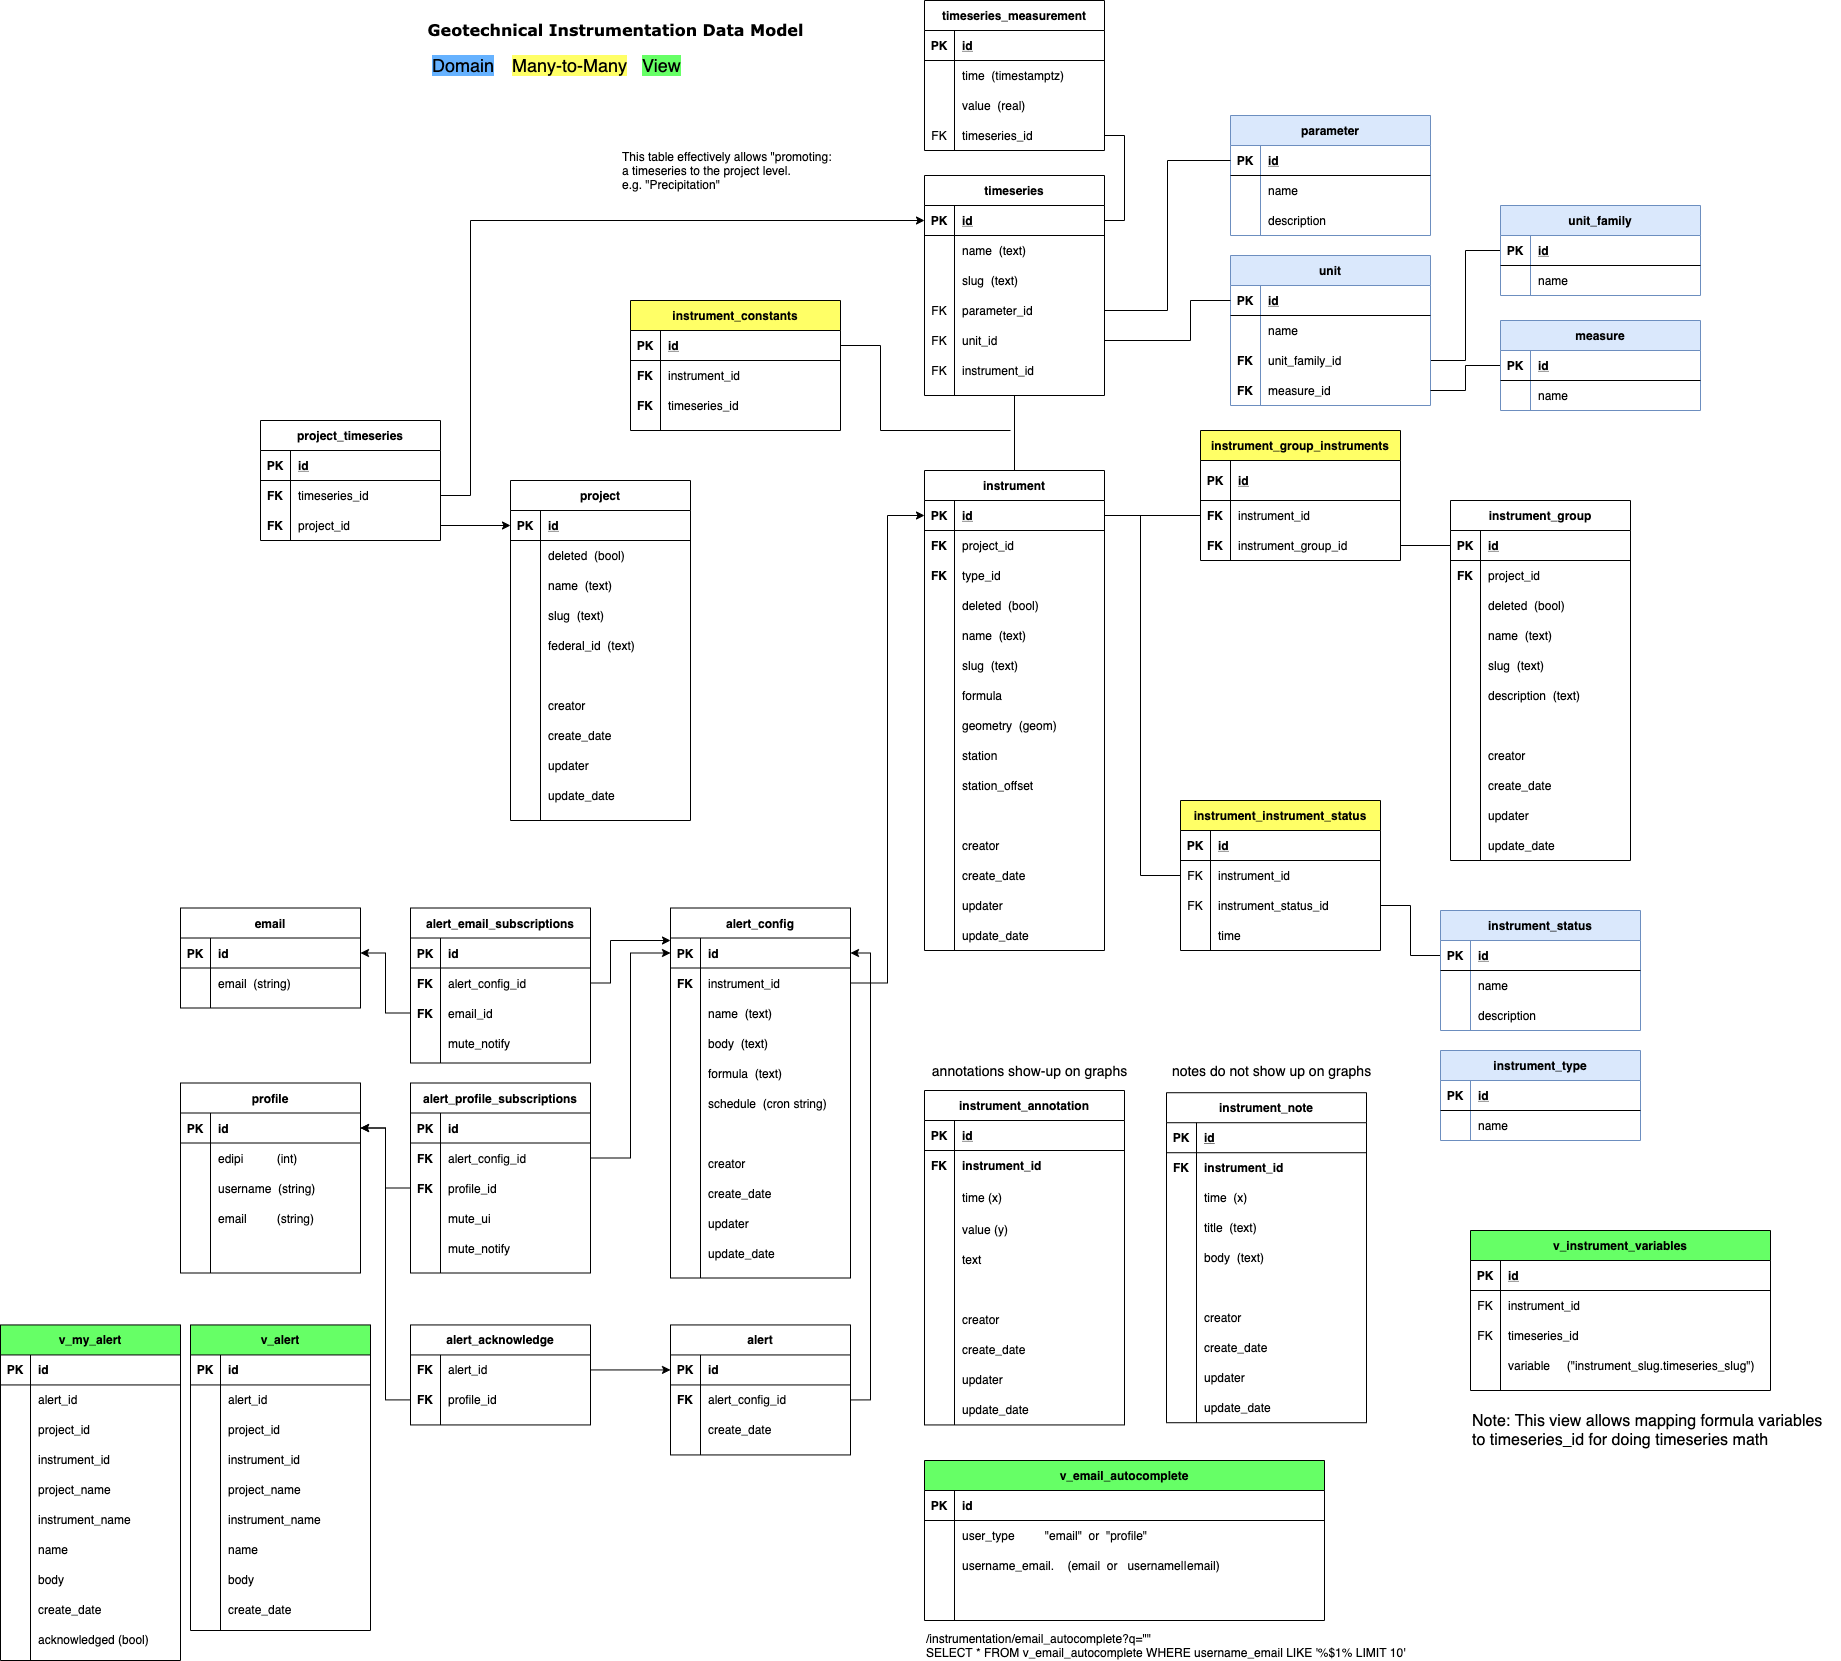 Geotechnical Instrumentation Data Model
Domain Many-to-Many View
timeseries_measurement
PK id
time (timestamptz)
value (real)
FK timeseries_id
This table effectively allows "promoting:
a timeseries to the project level.
e.g. "Precipitation"
timeseries
PK id
name (text)
slug (text)
FK parameter_id
FK unit_id
FK instrument_id
parameter
PK id
name
description
unit
PK id
name
FK unit_family_id
FK measure_id
unit_family
PK id
name
measure
PK id
name
instrument_constants
PK id
FK instrument_id
FK timeseries_id
project_timeseries
PK id
FK timeseries_id
FK project_id
project
PK id
deleted (bool)
name (text)
slug (text)
federal_id (text)
creator
create_date
updater
update_date
instrument
PK id
FK project_id
FK type_id
deleted (bool)
name (text)
slug (text)
formula
geometry (geom)
station
station_offset
creator
create_date
updater
update_date
instrument_group_instruments
PK id
FK instrument_id
FK instrument_group_id
instrument_group
PK id
FK project_id
deleted (bool)
name (text)
slug (text)
description (text)
creator
create_date
updater
update_date
instrument_instrument_status
PK id
FK instrument_id
FK instrument_status_id
time
instrument_status
PK id
name
description
instrument_type
PK id
name
email
PK id
email (string)
alert_email_subscriptions
PK id
FK alert_config_id
FK email_id
mute_notify
alert_config
PK id
FK instrument_id
name (text)
body (text)
formula (text)
schedule (cron string)
creator
create_date
updater
update_date
profile
PK id
edipi (int)
username (string)
email (string)
alert_profile_subscriptions
PK id
FK alert_config_id
FK profile_id
mute_ui
mute_notify
annotations show-up on graphs
instrument_annotation
PK id
FK instrument_id
time (x)
value (y)
text
creator
create_date
updater
update_date
notes do not show up on graphs
instrument_note
PK id
FK instrument_id
time (x)
title (text)
body (text)
creator
create_date
updater
update_date
v_instrument_variables
PK id
FK instrument_id
FK timeseries_id
variable ("instrument_slug.timeseries_slug")
Note: This view allows mapping formula variables
to timeseries_id for doing timeseries math
v_my_alert
PK id
alert_id
project_id
instrument_id
project_name
instrument_name
name
body
create_date
acknowledged (bool)
v_alert
PK id
alert_id
project_id
instrument_id
project_name
instrument_name
name
body
create_date
alert_acknowledge
FK alert_id
FK profile_id
alert
PK id
FK alert_config_id
create_date
v_email_autocomplete
PK id
user_type "email" or "profile"
username_email. (email or username||email)
/instrumentation/email_autocomplete?q=""
SELECT * FROM v_email_autocomplete WHERE username_email LIKE '%$1% LIMIT 10'